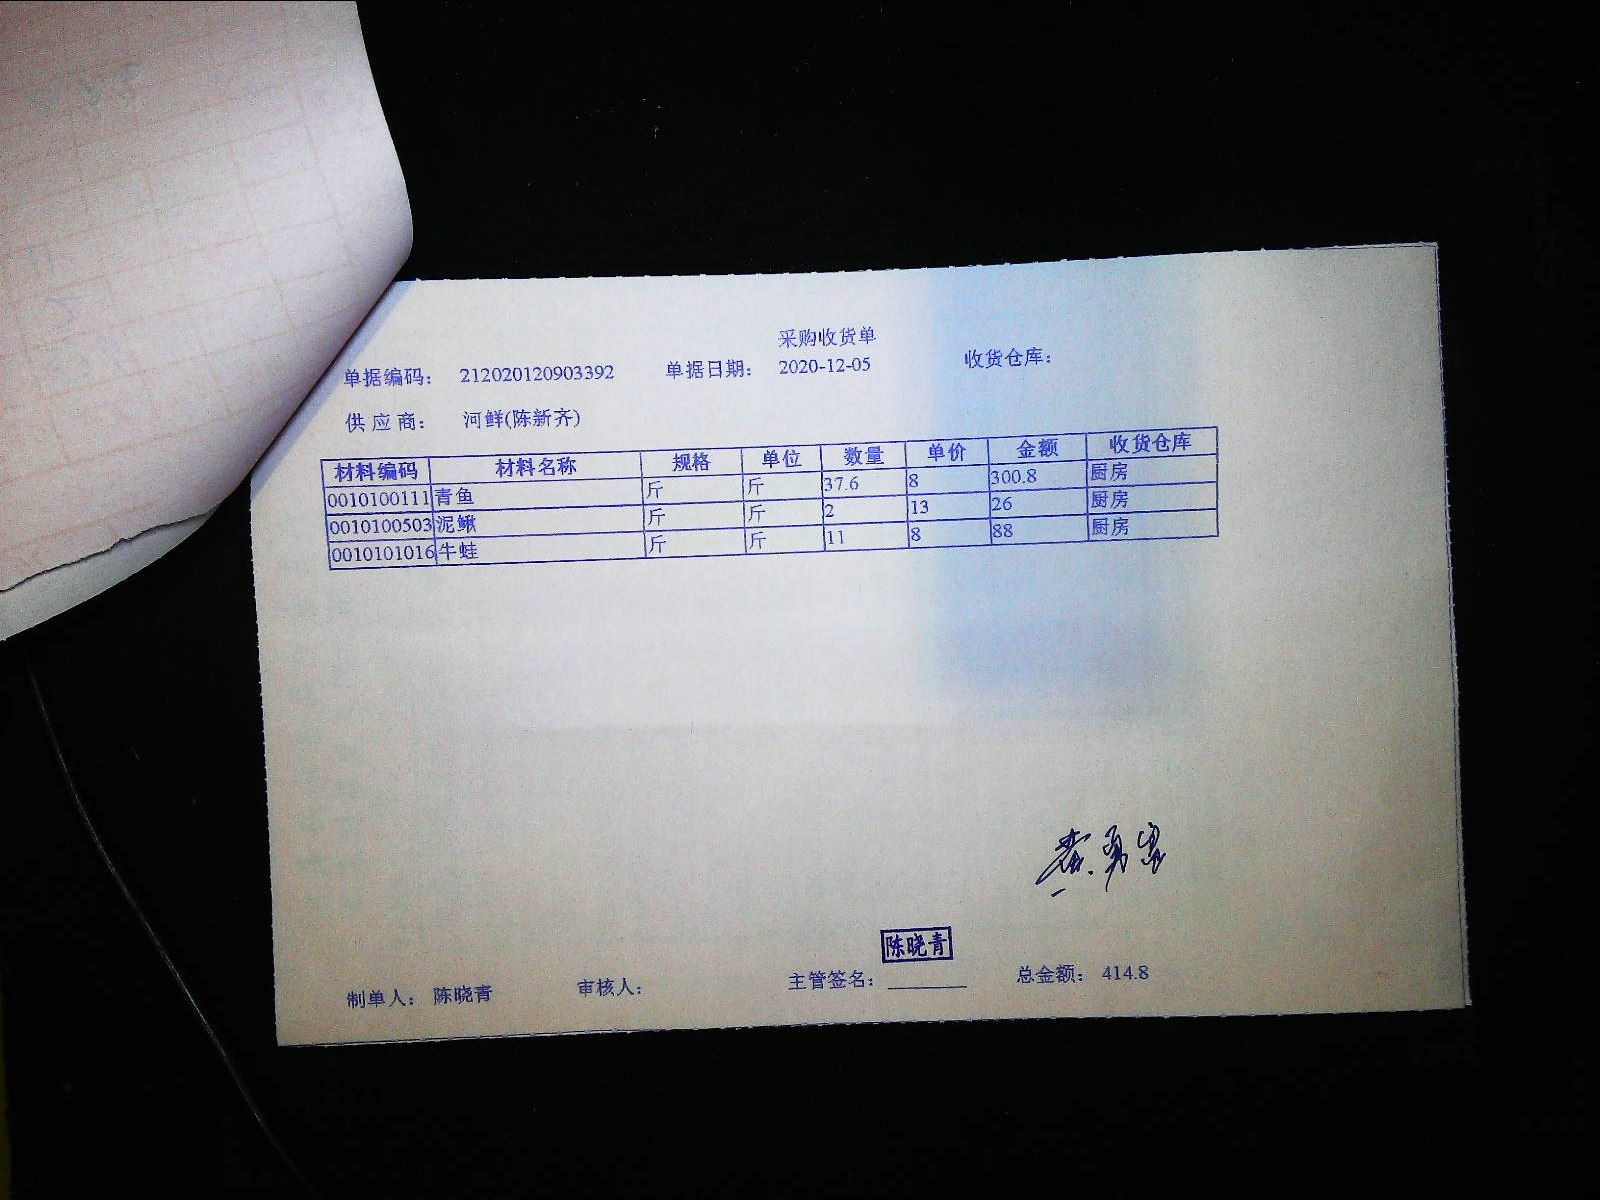 采购收货单
单据编码： 212020120903392 单据日期： 2020-12-05 收货仓库：
供 应 商： 河鲜(陈新齐)
材料编码 材料名称 规格 单位 数量 单价 金额 收货仓库
0010100111 青鱼 斤 斤 37.6 8 300.8 厨房
0010100503 泥鳅 斤 斤 2 13 26 厨房
0010101016 牛蛙 斤 斤 11 8 88 厨房
陈晓青
制单人： 陈晓青 审核人： 主管签名： 总金额： 414.8